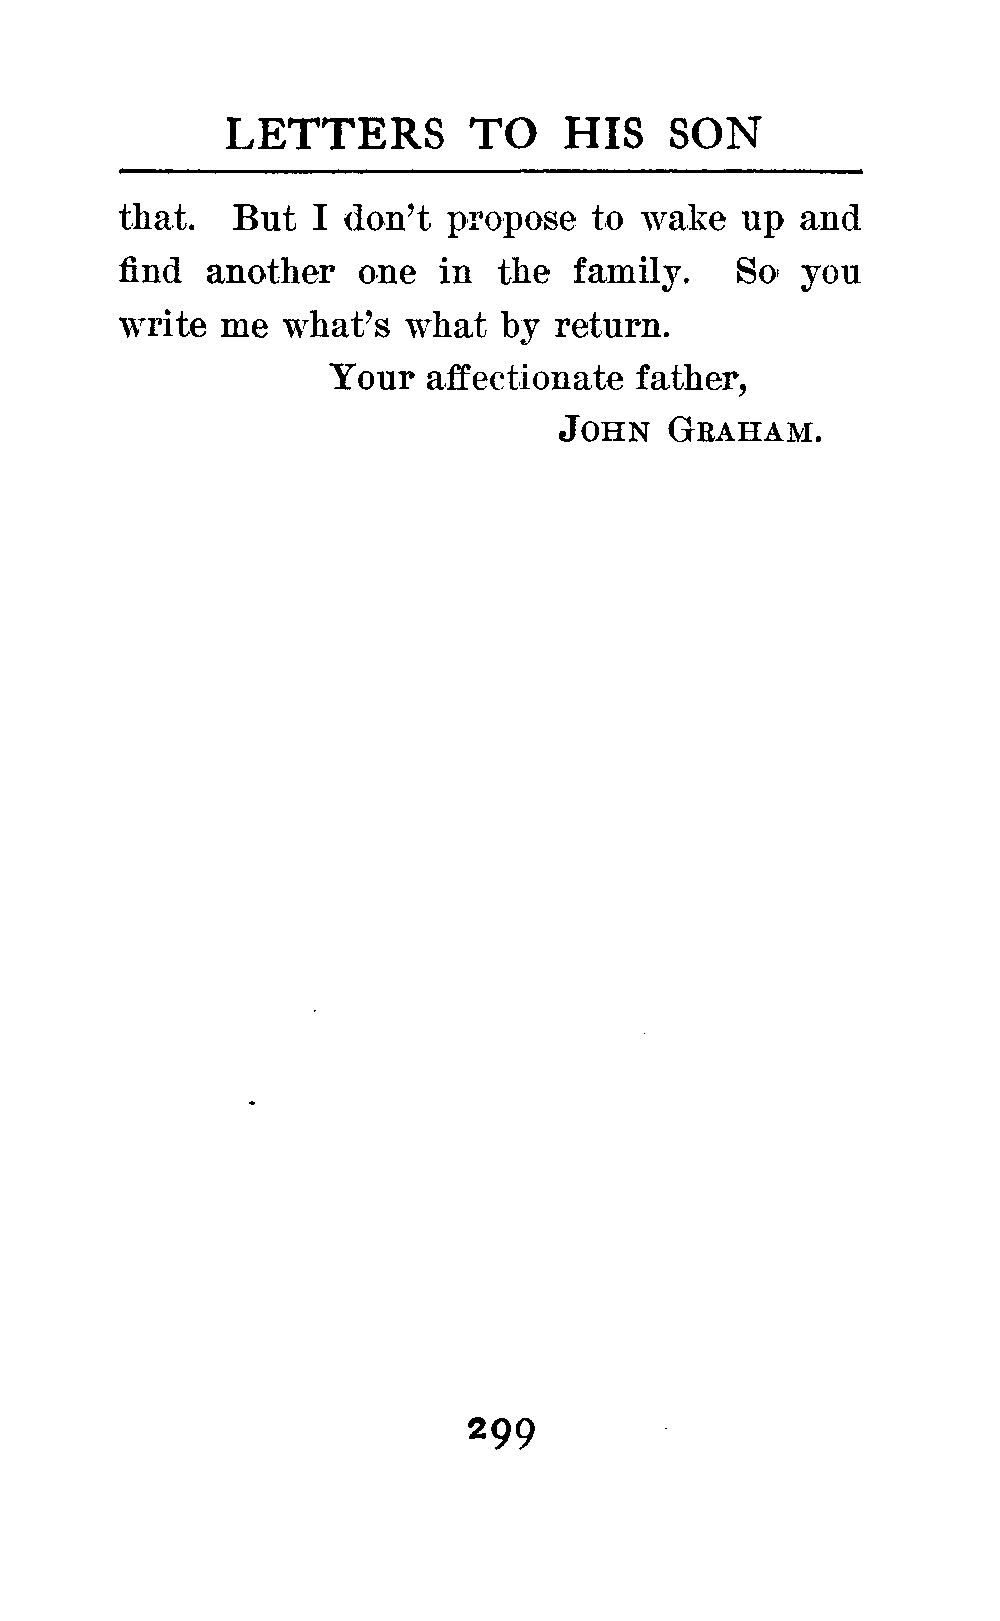 LETTERS TO HIS SON
that. But I don't propose to wake up and
find another one in the family. So you
write me what's what by return.
Your affectionate father,
JOHN GRAHAM.
299